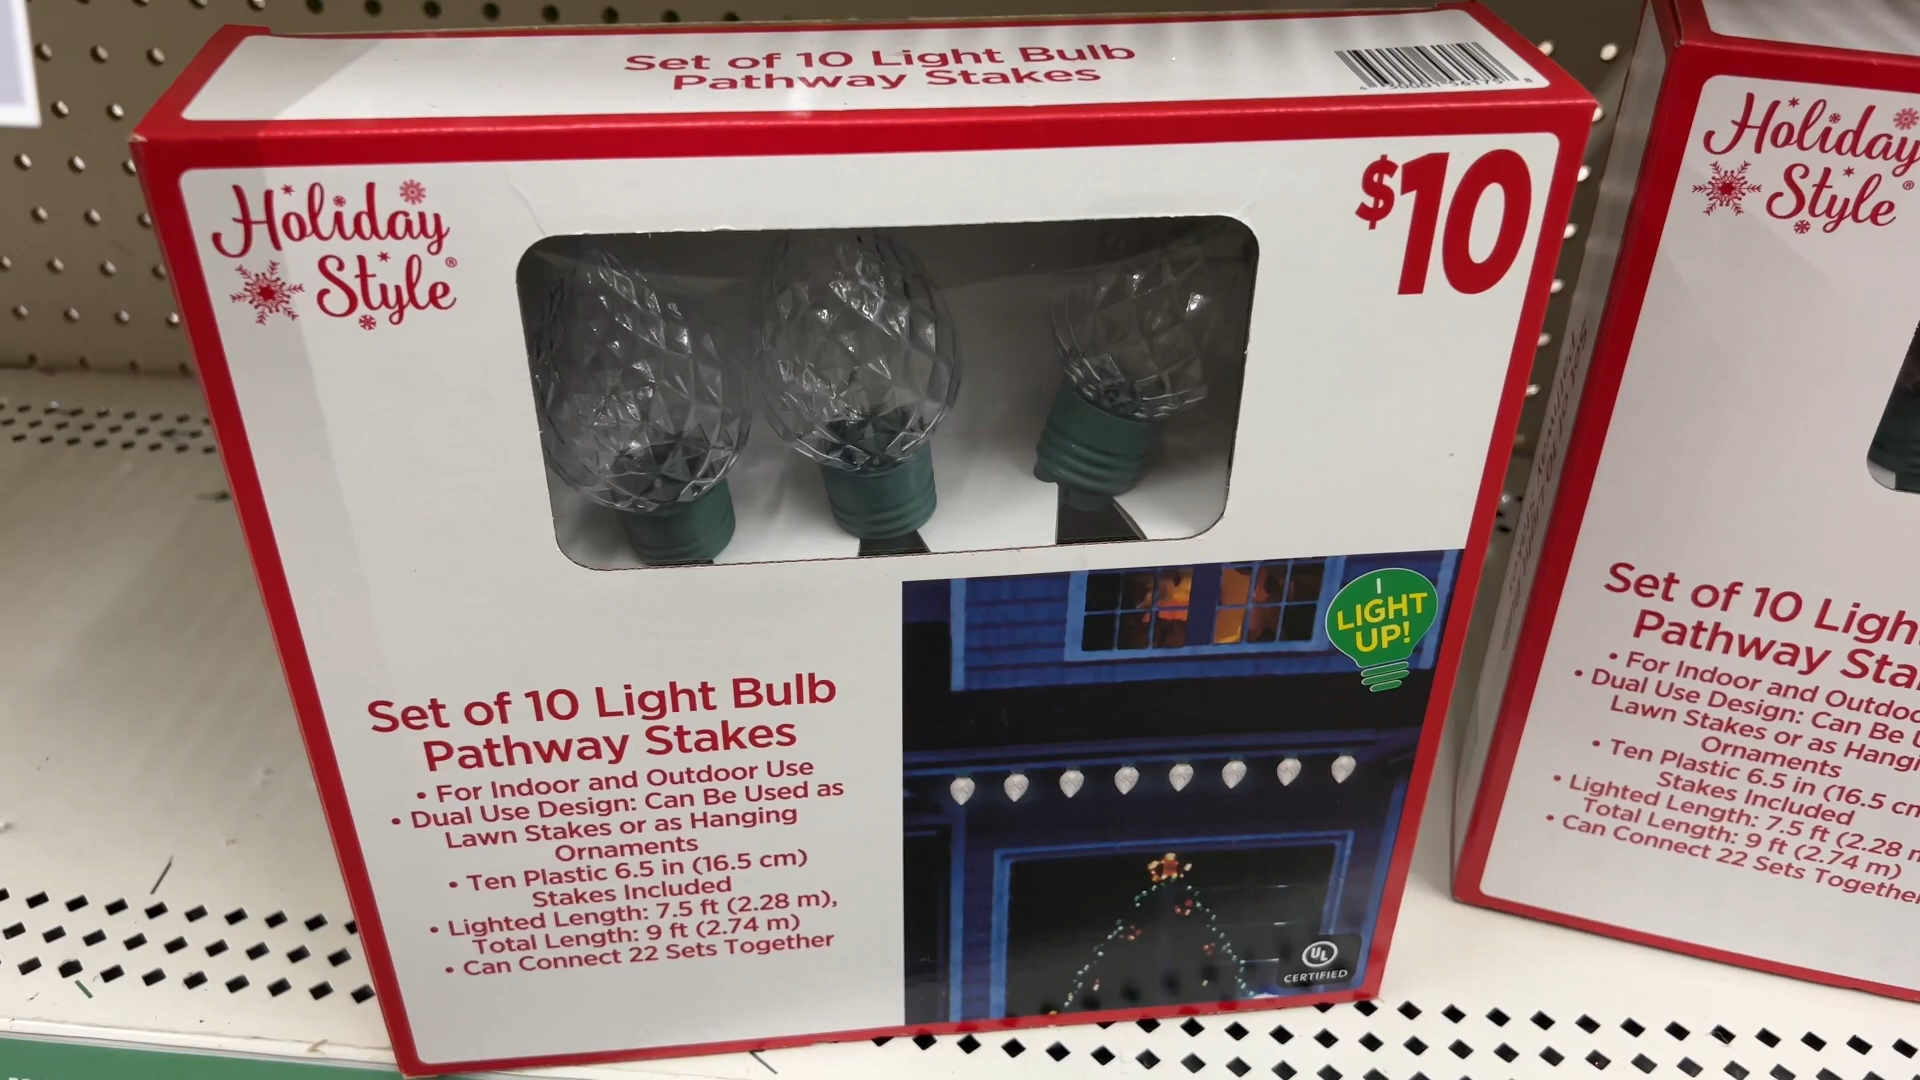 Set of 10 Light Bulb
Pathway Stakes
Holiday
Style®
$10
I
LIGHT
UP!
Set of 10 Light Bulb
Pathway Stakes
• For Indoor and Outdoor Use
• Dual Use Design: Can Be Used as
Lawn Stakes or as Hanging
Ornaments
• Ten Plastic 6.5 in (16.5 cm)
Stakes Included
• Lighted Length: 7.5 ft (2.28 m),
Total Length: 9 ft (2.74 m)
• Can Connect 22 Sets Together
UL
CERTIFIED
Holiday
Style®
Set of 10 Ligh
Pathway Sta
• For Indoor and Outdoo
• Dual Use Design: Can Be
Lawn Stakes or as Hangi
Ornaments
• Ten Plastic 6.5 in (16.5 cm
Stakes Included
• Lighted Length: 7.5 ft (2.28
Total Length: 9 ft (2.74 m)
• Can Connect 22 Sets Together